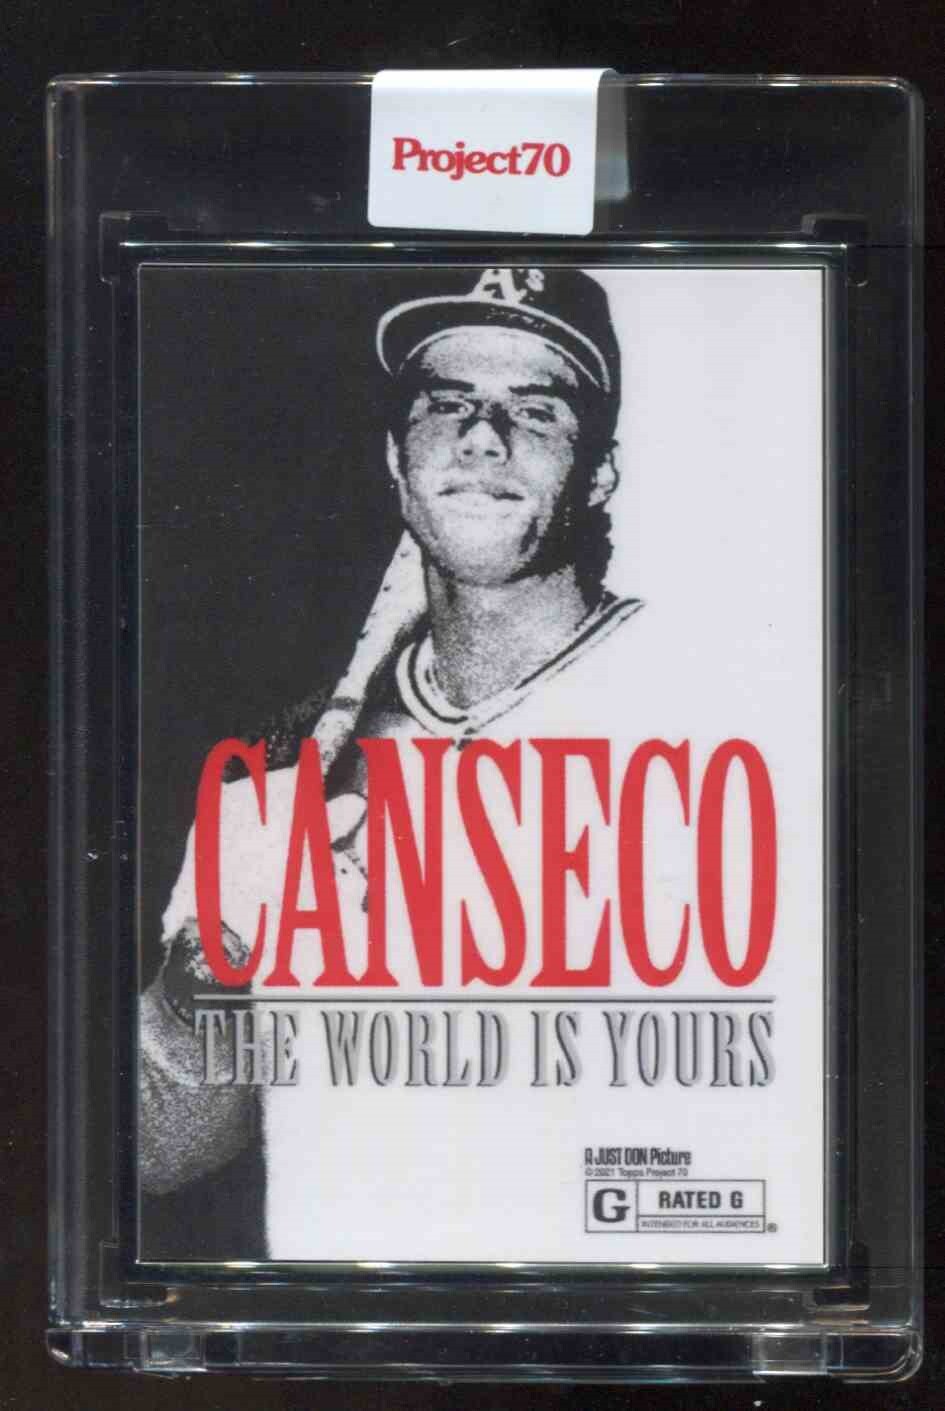 Project70
A's
CANSECO
THE WORLD IS YOURS
A JUST DON Picture
© 2021 Topps Project 70
G RATED G
INTENDED FOR ALL AUDIENCES ®